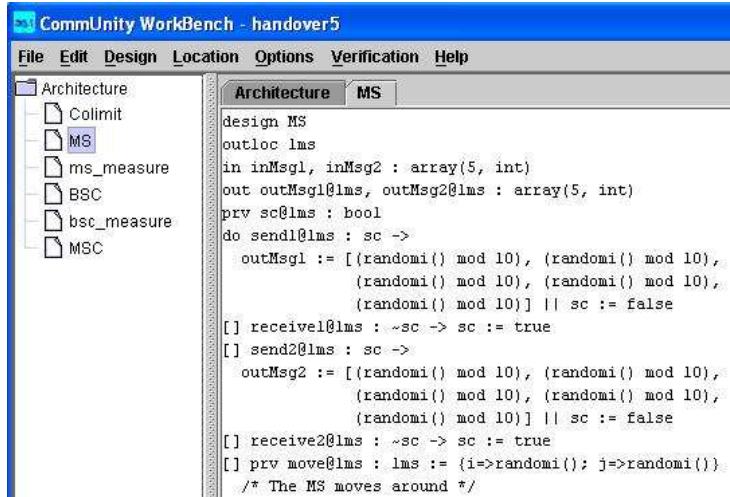 CommUnity WorkBench - handover5
File Edit Design Location Options Verification Help
Architecture
Colimit
MS
ms_measure
BSC
bsc_measure
MSC
Architecture MS
design MS
outloc lms
in inMsg1, inMsg2 : array(5, int)
out outMsg1@lms, outMsg2@lms : array(5, int)
prv sc@lms : bool
do send1@lms : sc ->
outMsg1 := [(randomi() mod 10), (randomi() mod 10),
(randomi() mod 10), (randomi() mod 10),
(randomi() mod 10)] || sc := false
[] receive1@lms : ~sc -> sc := true
[] send2@lms : sc ->
outMsg2 := [(randomi() mod 10), (randomi() mod 10),
(randomi() mod 10), (randomi() mod 10),
(randomi() mod 10)] || sc := false
[] receive2@lms : ~sc -> sc := true
[] prv move@lms : lms := {i=>randomi(); j=>randomi()}
/* The MS moves around */